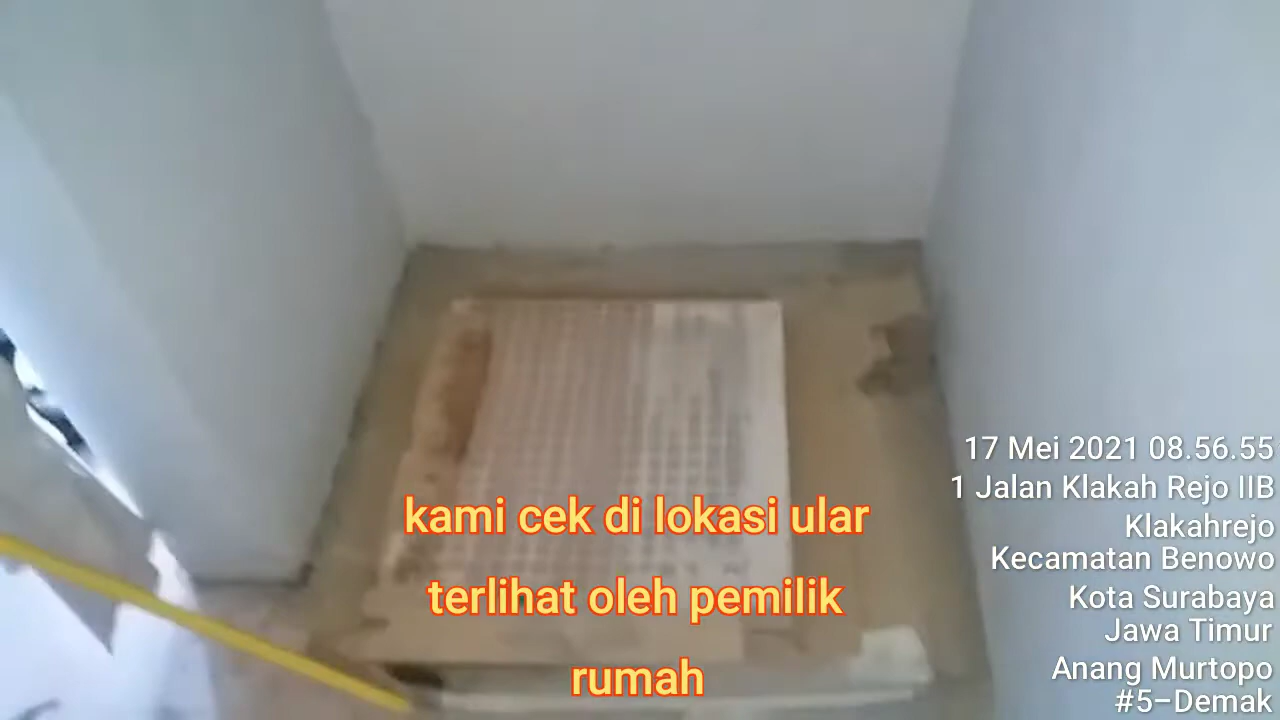 kami cek di lokasi ular
terlihat oleh pemilik
rumah
17 Mei 2021 08.56.55
1 Jalan Klakah Rejo IIB
Klakahrejo
Kecamatan Benowo
Kota Surabaya
Jawa Timur
Anang Murtopo
#5–Demak